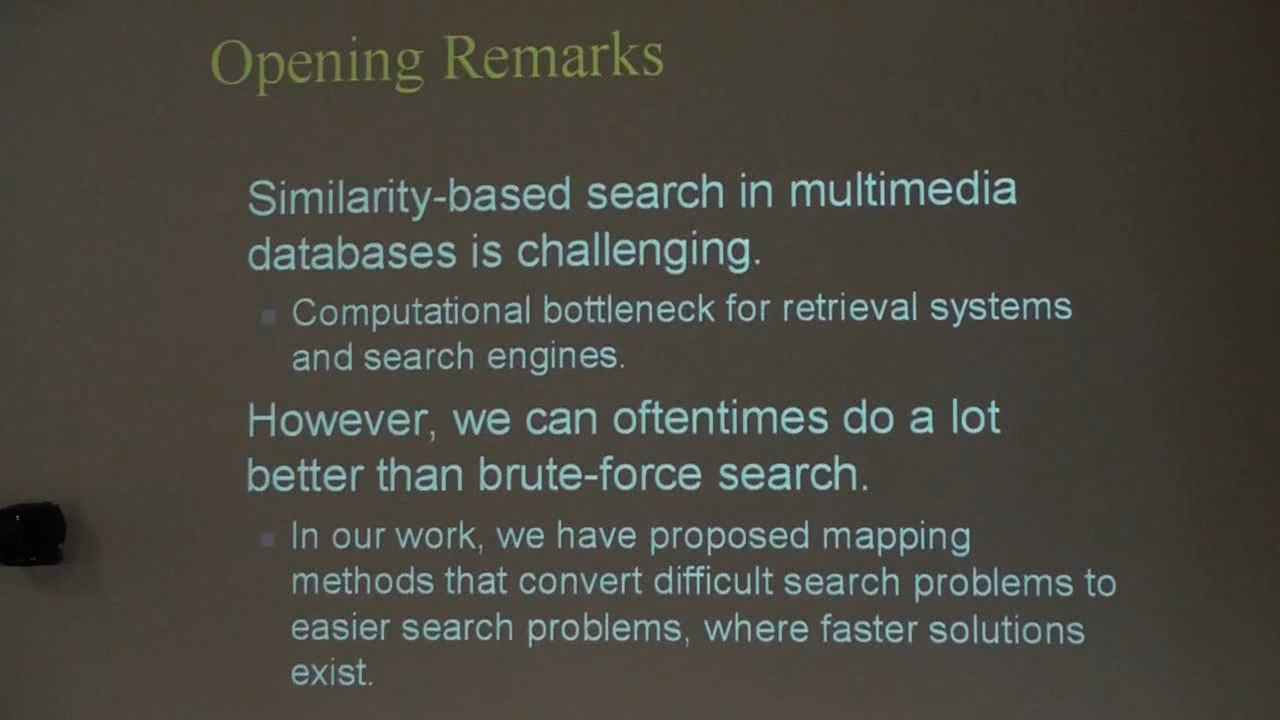 Opening Remarks
Similarity-based search in multimedia
databases is challenging.
Computational bottleneck for retrieval systems
and search engines.
However, we can oftentimes do a lot
better than brute-force search.
In our work, we have proposed mapping
methods that convert difficult search problems to
easier search problems, where faster solutions
exist.